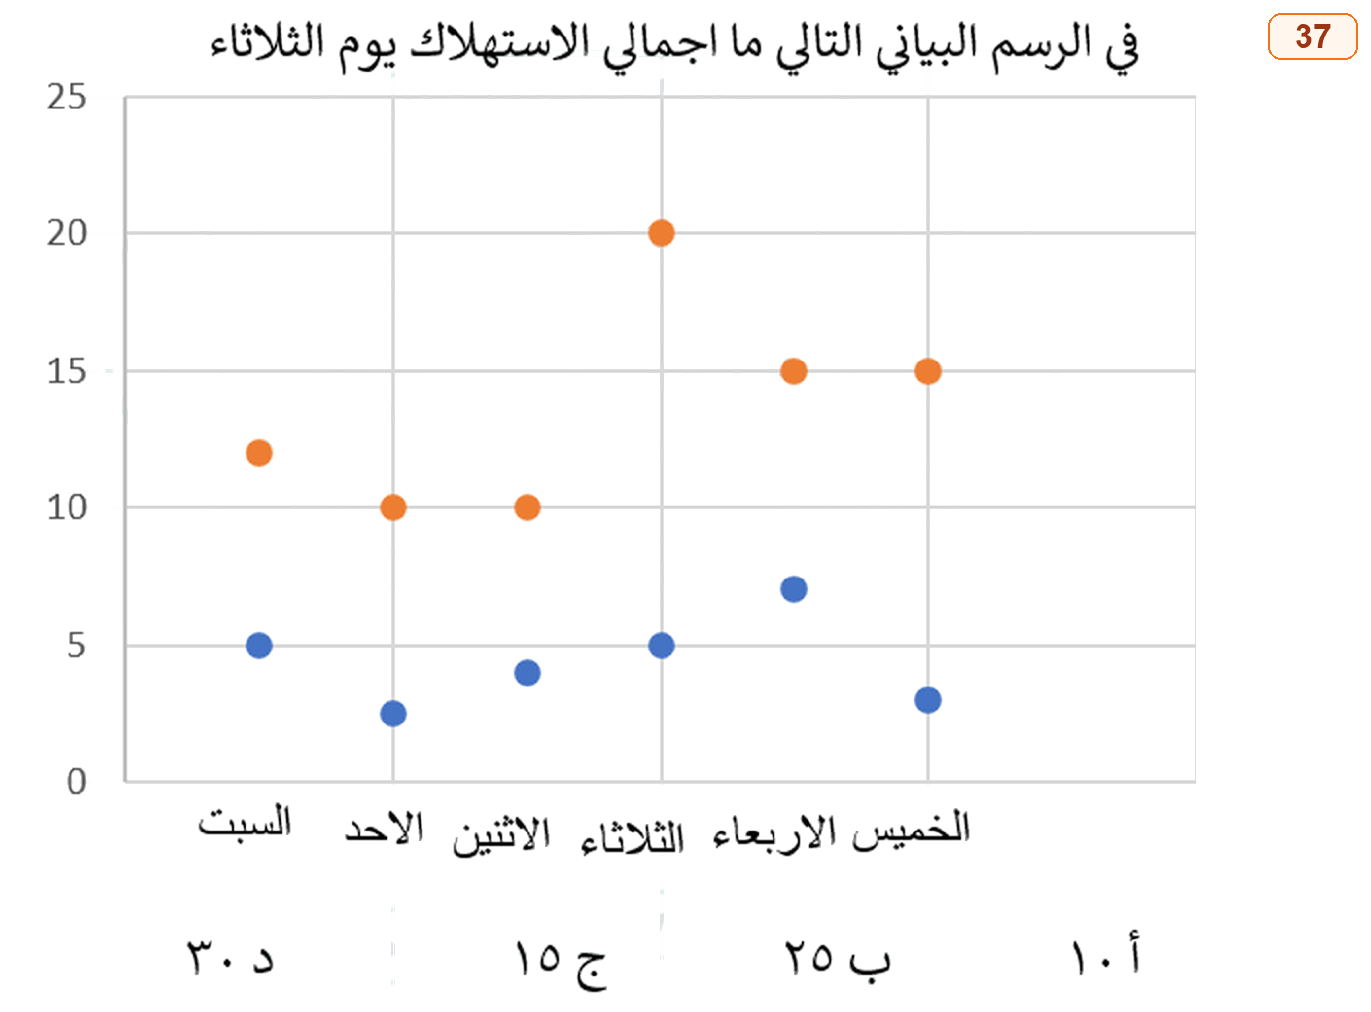 37
في الرسم البياني التالي ما اجمالي الاستهلاك يوم الثلاثاء
25
20
15
10
5
0
السبت الاحد الاثنين الثلاثاء الاربعاء الخميس
أ ١٠ ب ٢٥ ج ١٥ د ٣٠